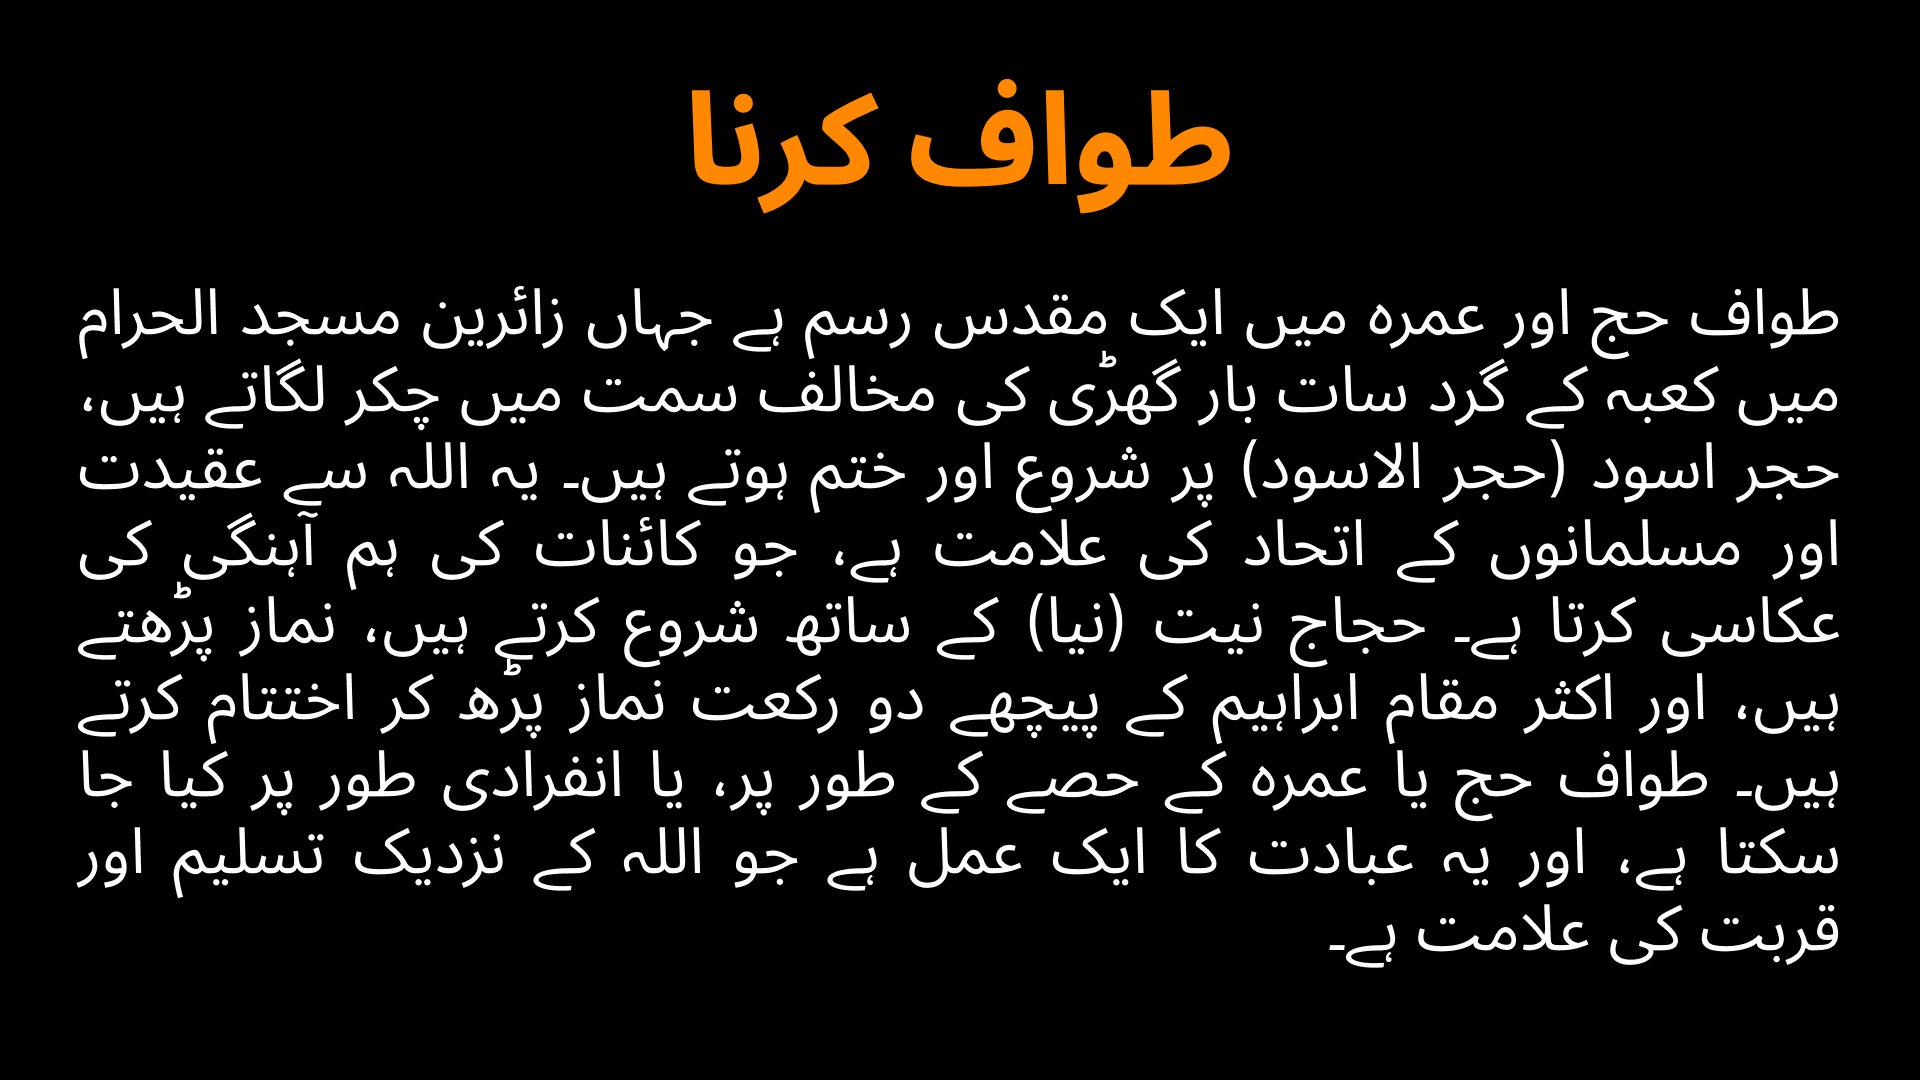 طواف کرنا
طواف حج اور عمرہ میں ایک مقدس رسم ہے جہاں زائرین مسجد الحرام
میں کعبہ کے گرد سات بار گھڑی کی مخالف سمت میں چکر لگاتے ہیں،
حجر اسود (حجر الاسود) پر شروع اور ختم ہوتے ہیں۔ یہ اللہ سے عقیدت
اور مسلمانوں کے اتحاد کی علامت ہے، جو کائنات کی ہم آہنگی کی
عکاسی کرتا ہے۔ حجاج نیت (نیا) کے ساتھ شروع کرتے ہیں، نماز پڑھتے
ہیں، اور اکثر مقام ابراہیم کے پیچھے دو رکعت نماز پڑھ کر اختتام کرتے
ہیں۔ طواف حج یا عمرہ کے حصے کے طور پر، یا انفرادی طور پر کیا جا
سکتا ہے، اور یہ عبادت کا ایک عمل ہے جو اللہ کے نزدیک تسلیم اور
قربت کی علامت ہے۔